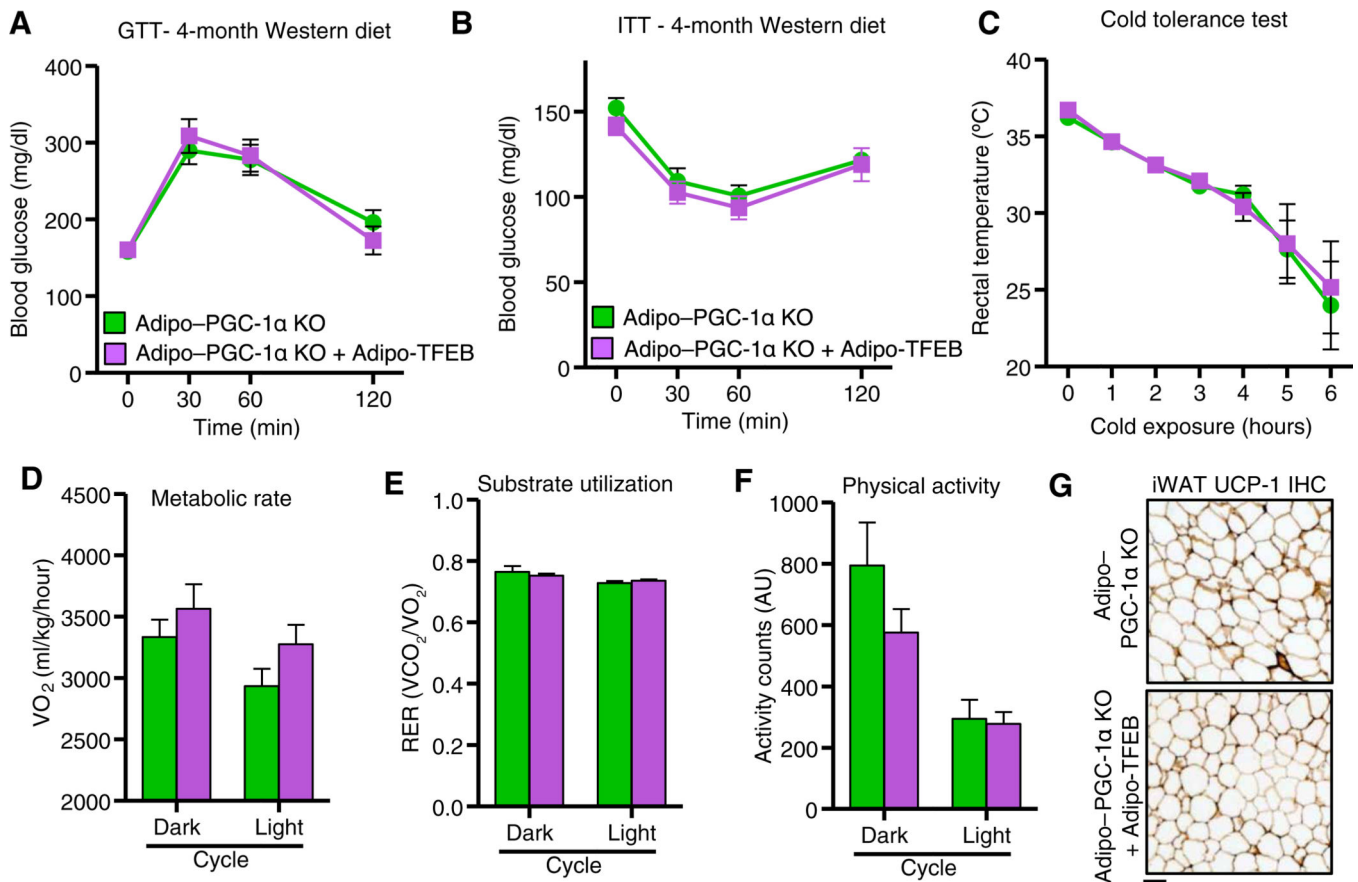 A
GTT- 4-month Western diet
Blood glucose (mg/dl)
400
300
200
100
0
Adipo–PGC-1α KO
Adipo–PGC-1α KO + Adipo-TFEB
0 30 60 120
Time (min)
B
ITT - 4-month Western diet
Blood glucose (mg/dl)
150
100
50
0
Adipo–PGC-1α KO
Adipo–PGC-1α KO + Adipo-TFEB
0 30 60 120
Time (min)
C
Cold tolerance test
Rectal temperature (ºC)
40
35
30
25
20
0 1 2 3 4 5 6
Cold exposure (hours)
D
Metabolic rate
VO₂ (ml/kg/hour)
4500
4000
3500
3000
2500
2000
Dark Light
Cycle
E
Substrate utilization
RER (VCO₂/VO₂)
1.0
0.8
0.6
0.4
0.2
0.0
Dark Light
Cycle
F
Physical activity
Activity counts (AU)
1000
800
600
400
200
0
Dark Light
Cycle
G
iWAT UCP-1 IHC
Adipo–
PGC-1α KO
Adipo–PGC-1α KO
+ Adipo-TFEB